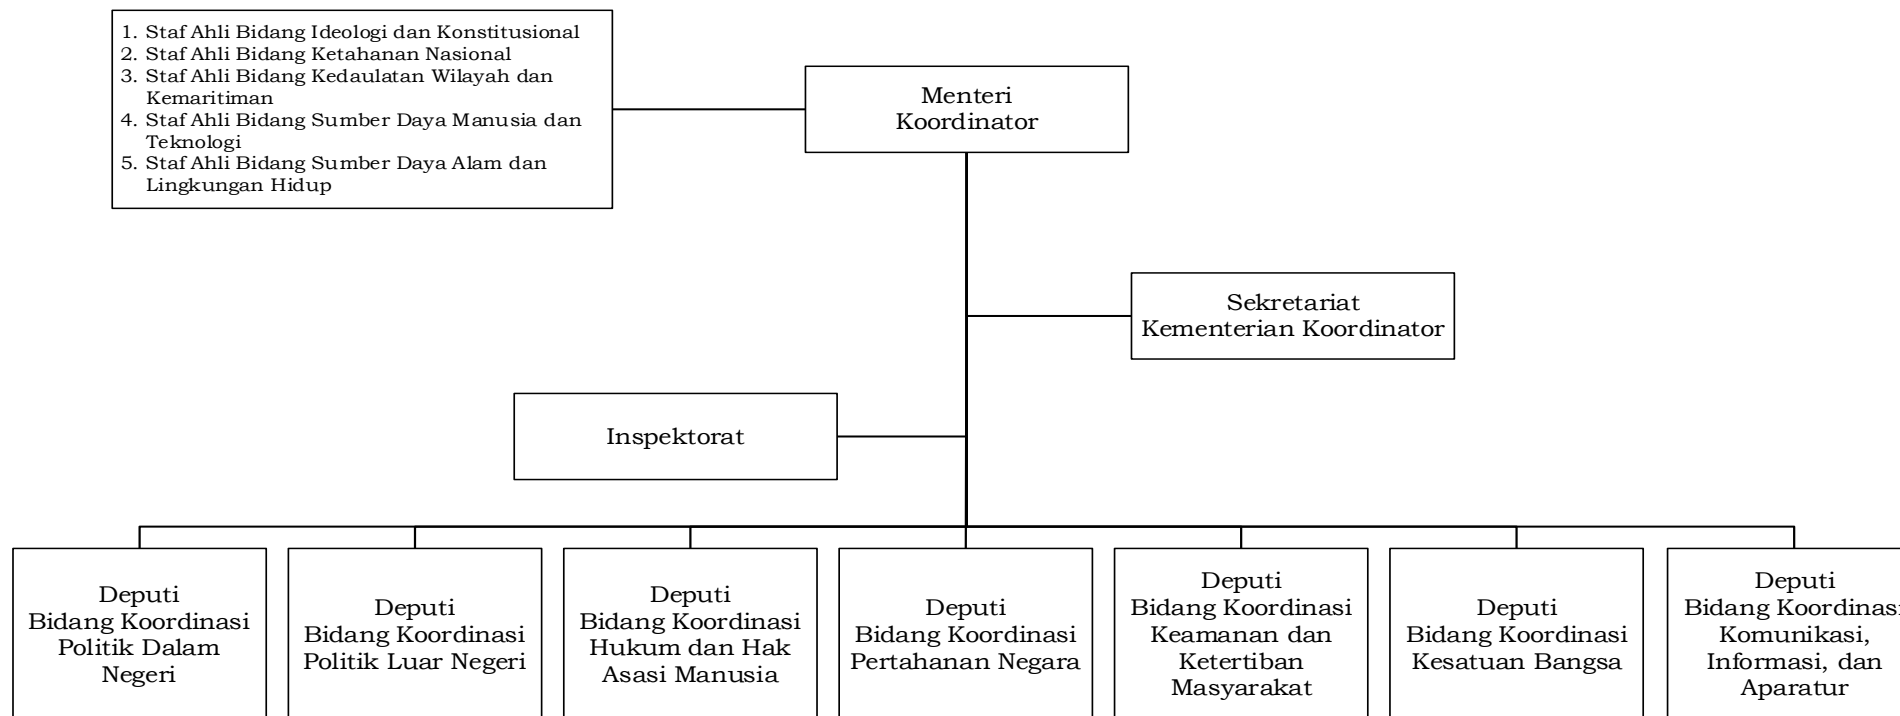 1. Staf Ahli Bidang Ideologi dan Konstitusional
2. Staf Ahli Bidang Ketahanan Nasional
3. Staf Ahli Bidang Kedaulatan Wilayah dan
Kemaritiman
4. Staf Ahli Bidang Sumber Daya Manusia dan
Teknologi
5. Staf Ahli Bidang Sumber Daya Alam dan
Lingkungan Hidup
Menteri
Koordinator
Sekretariat
Kementerian Koordinator
Inspektorat
Deputi
Bidang Koordinasi
Politik Dalam
Negeri
Deputi
Bidang Koordinasi
Politik Luar Negeri
Deputi
Bidang Koordinasi
Hukum dan Hak
Asasi Manusia
Deputi
Bidang Koordinasi
Pertahanan Negara
Deputi
Bidang Koordinasi
Keamanan dan
Ketertiban
Masyarakat
Deputi
Bidang Koordinasi
Kesatuan Bangsa
Deputi
Bidang Koordinasi
Komunikasi,
Informasi, dan
Aparatur